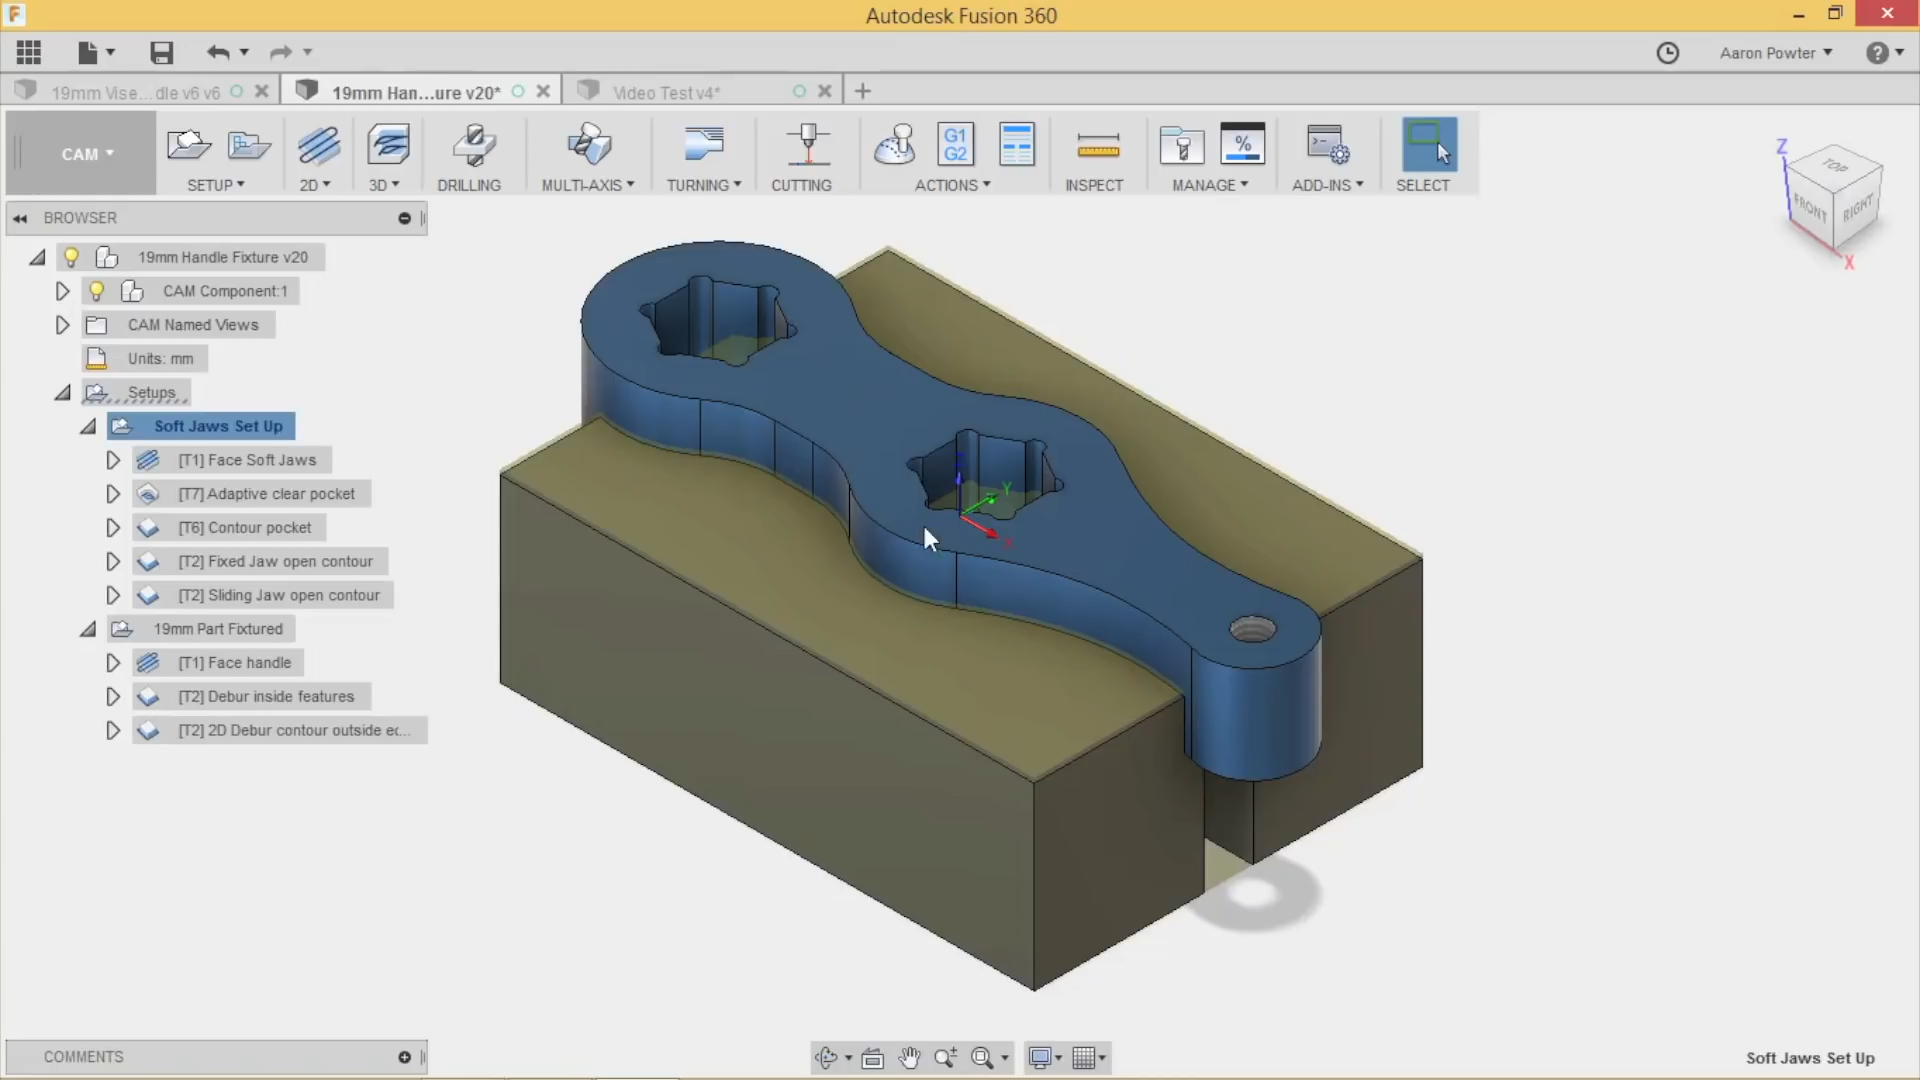 Autodesk Fusion 360
Aaron Powter
19mm Vise...dle v6 v6
19mm Han...ure v20*
Video Test v4*
CAM
SETUP
2D
3D
DRILLING
MULTI-AXIS
TURNING
CUTTING
G1
G2
ACTIONS
INSPECT
%
MANAGE
ADD-INS
SELECT
Z
TOP
FRONT
RIGHT
X
BROWSER
19mm Handle Fixture v20
CAM Component:1
CAM Named Views
Units: mm
Setups
Soft Jaws Set Up
[T1] Face Soft Jaws
[T7] Adaptive clear pocket
[T6] Contour pocket
[T2] Fixed Jaw open contour
[T2] Sliding Jaw open contour
19mm Part Fixtured
[T1] Face handle
[T2] Debur inside features
[T2] 2D Debur contour outside ec...
Z
Y
X
COMMENTS
Soft Jaws Set Up